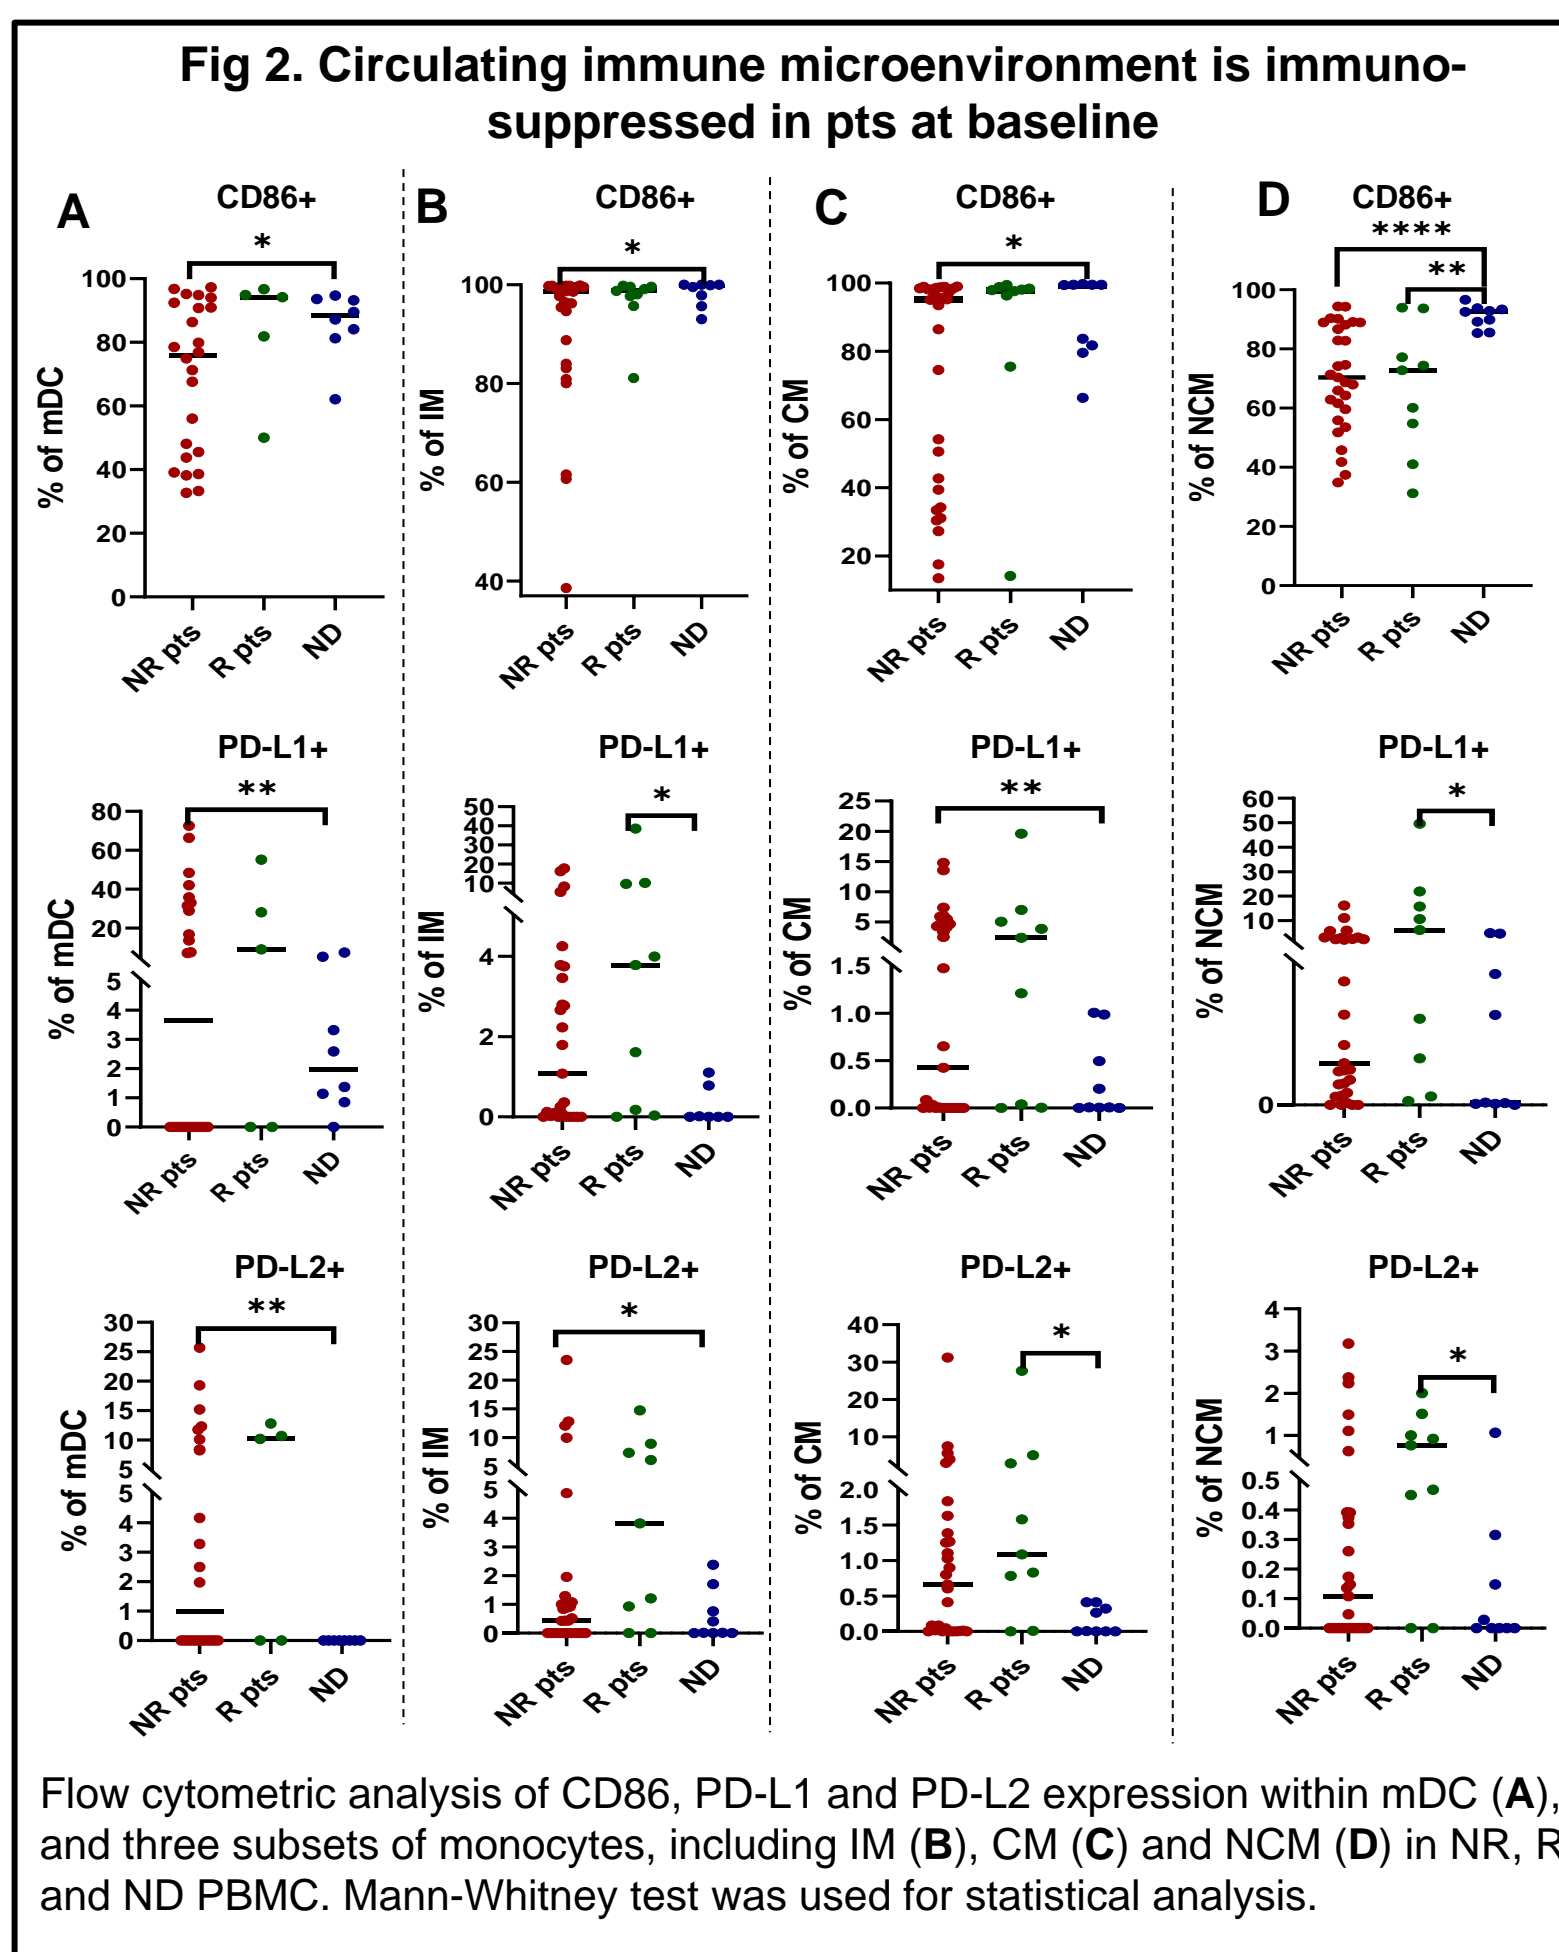 Fig 2. Circulating immune microenvironment is immuno-
suppressed in pts at baseline
A
CD86+
*
% of mDC
100
80
60
40
20
0
NR pts
R pts
ND
B
CD86+
*
% of IM
100
80
60
40
NR pts
R pts
ND
C
CD86+
*
% of CM
100
80
60
40
20
NR pts
R pts
ND
D
CD86+
****
**
% of NCM
100
80
60
40
20
0
NR pts
R pts
ND
PD-L1+
**
% of mDC
80
60
40
20
5
4
3
2
1
0
NR pts
R pts
ND
PD-L1+
*
% of IM
50
40
30
20
10
4
2
0
NR pts
R pts
ND
PD-L1+
**
% of CM
25
20
15
10
5
1.5
1.0
0.5
0.0
NR pts
R pts
ND
PD-L1+
*
% of NCM
60
50
40
30
20
10
0
NR pts
R pts
ND
PD-L2+
**
% of mDC
30
25
20
15
10
5
5
4
3
2
1
0
NR pts
R pts
ND
PD-L2+
*
% of IM
30
25
20
15
10
5
5
4
3
2
1
0
NR pts
R pts
ND
PD-L2+
*
% of CM
40
30
20
10
2.0
1.5
1.0
0.5
0.0
NR pts
R pts
ND
PD-L2+
*
% of NCM
4
3
2
1
0.5
0.4
0.3
0.2
0.1
0.0
NR pts
R pts
ND
Flow cytometric analysis of CD86, PD-L1 and PD-L2 expression within mDC (A),
and three subsets of monocytes, including IM (B), CM (C) and NCM (D) in NR, R
and ND PBMC. Mann-Whitney test was used for statistical analysis.